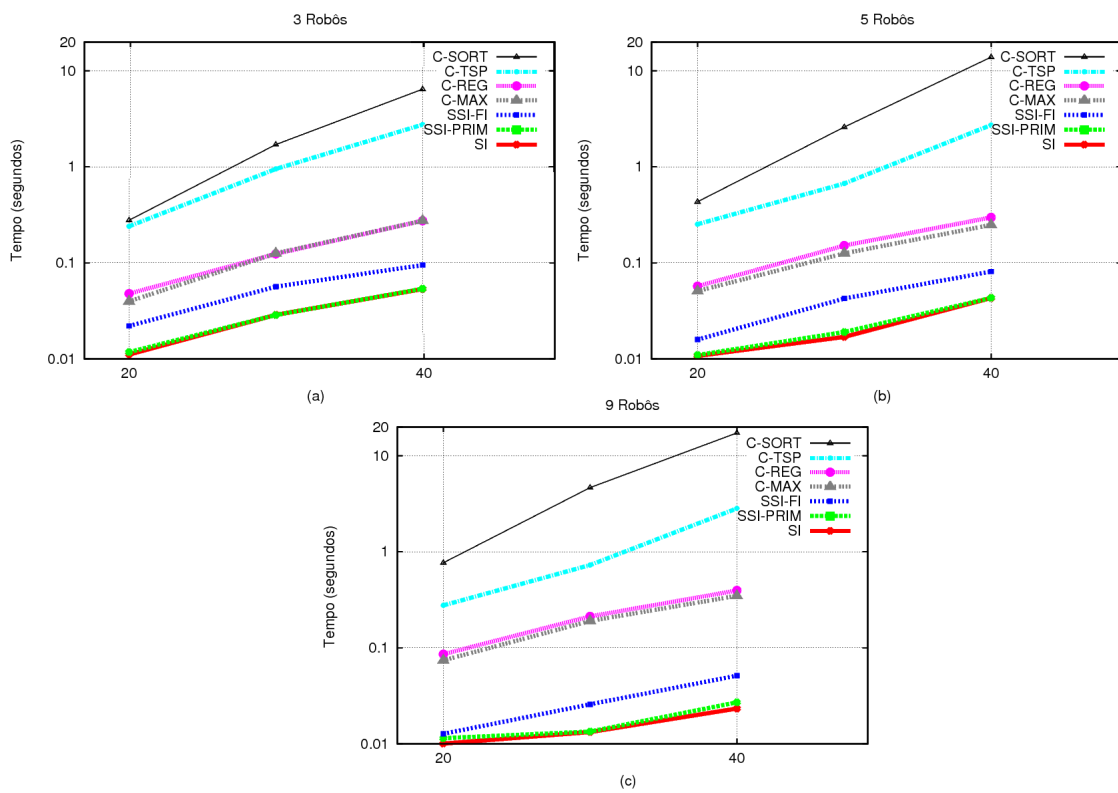 3 Robôs
20
10
1
0.1
0.01
Tempo (segundos)
C-SORT
C-TSP
C-REG
C-MAX
SSI-FI
SSI-PRIM
SI
20
40
(a)
5 Robôs
20
10
1
0.1
0.01
Tempo (segundos)
C-SORT
C-TSP
C-REG
C-MAX
SSI-FI
SSI-PRIM
SI
20
40
(b)
9 Robôs
20
10
1
0.1
0.01
Tempo (segundos)
C-SORT
C-TSP
C-REG
C-MAX
SSI-FI
SSI-PRIM
SI
20
40
(c)